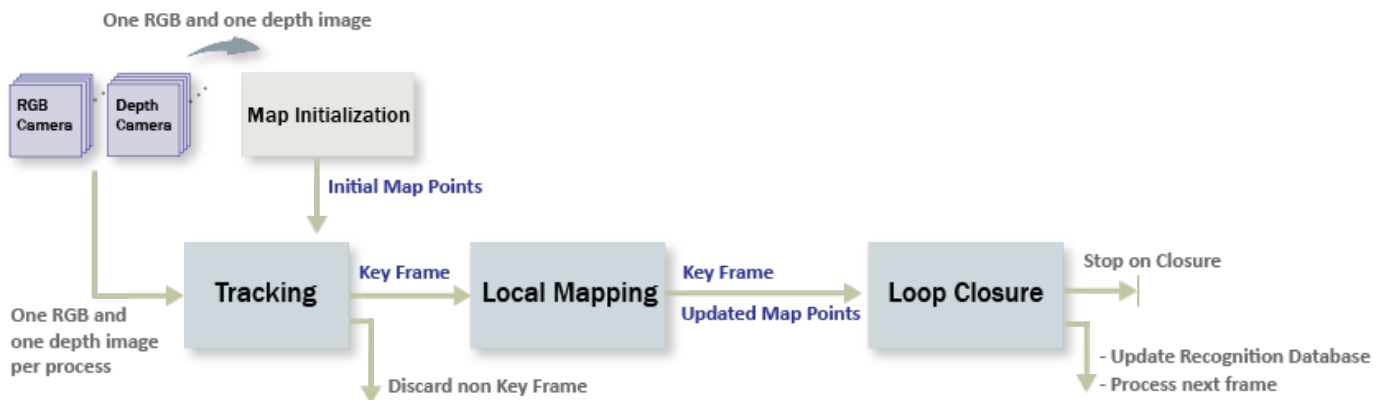 One RGB and one depth image
RGB
Camera
Depth
Camera
Map Initialization
Initial Map Points
Tracking
Key Frame
Local Mapping
Key Frame
Updated Map Points
Loop Closure
Stop on Closure
One RGB and
one depth image
per process
Discard non Key Frame
- Update Recognition Database
- Process next frame